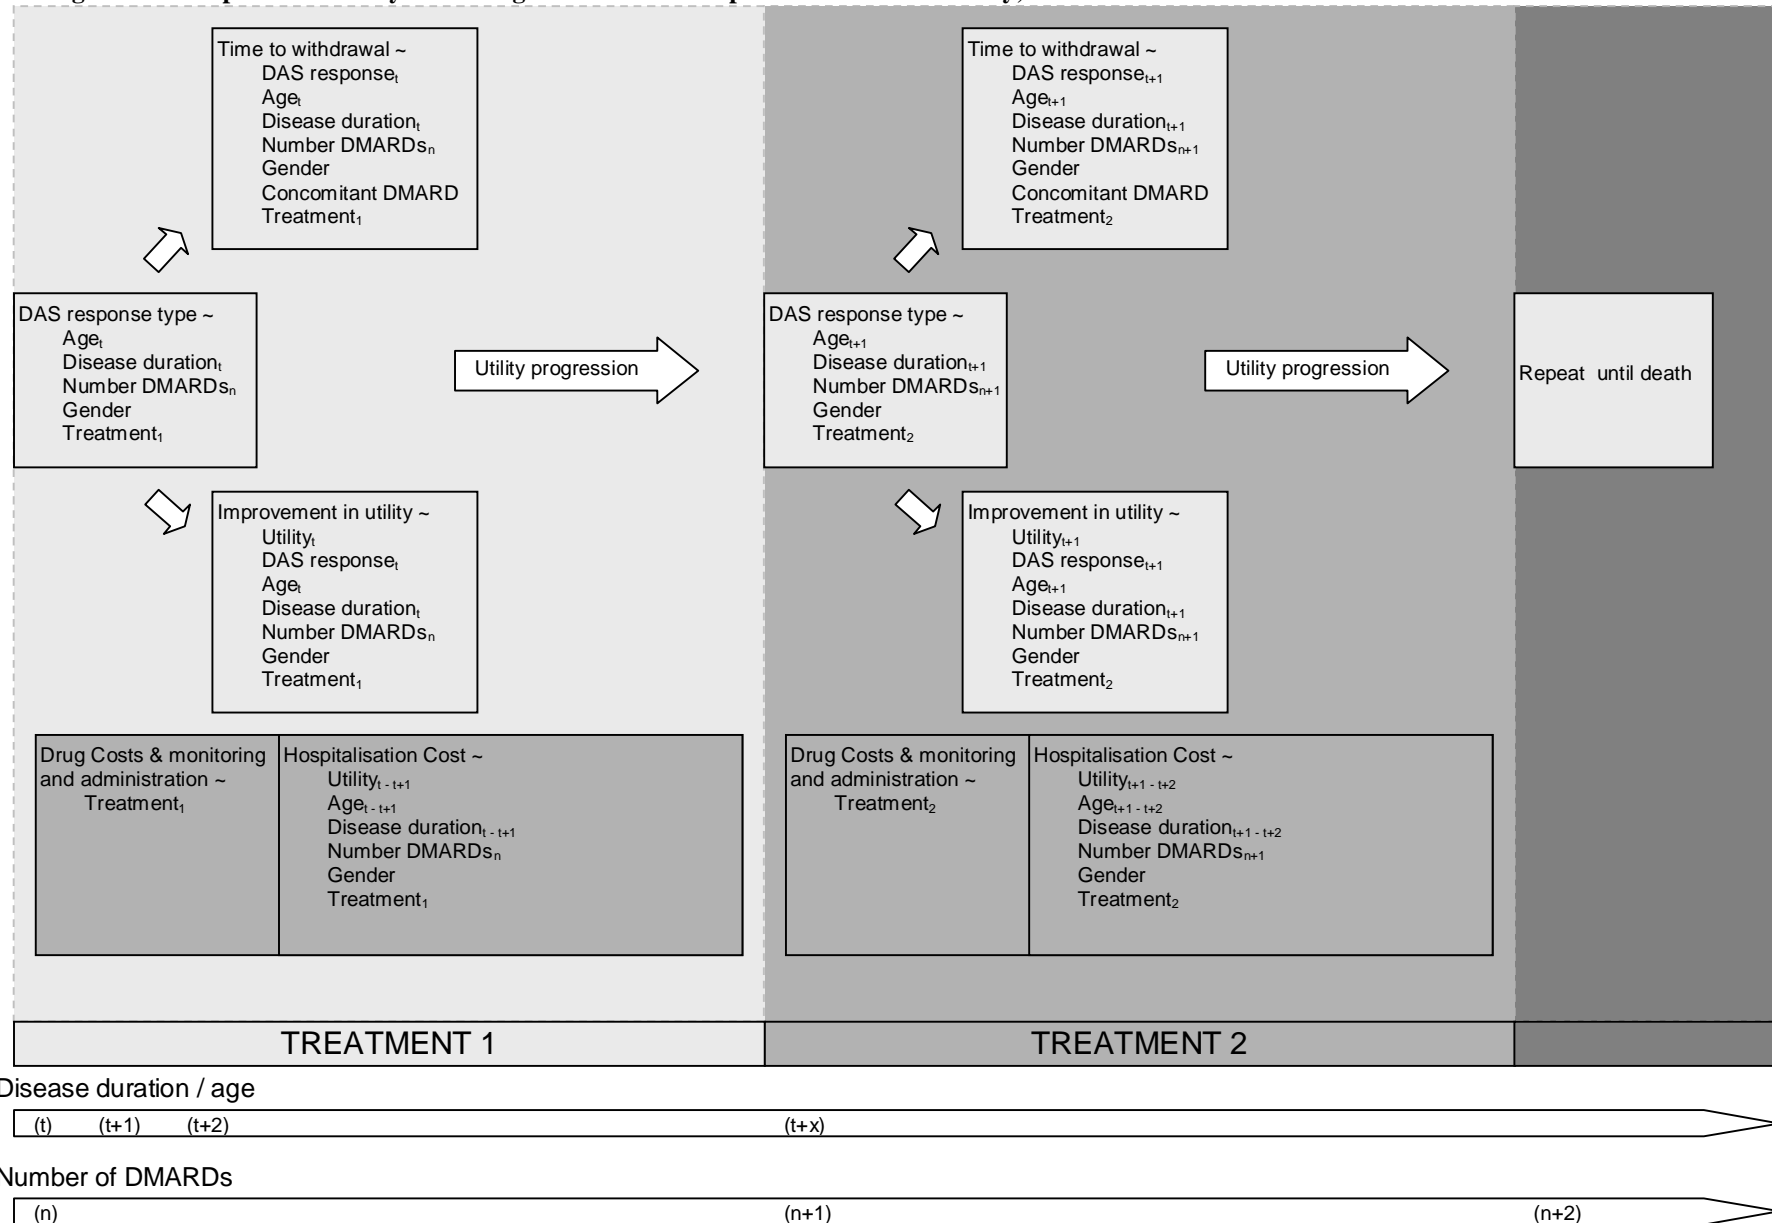 Time to withdrawal ~
DAS responseₜ
Ageₜ
Disease durationₜ
Number DMARDsₙ
Gender
Concomitant DMARD
Treatment₁
DAS response type ~
Ageₜ
Disease durationₜ
Number DMARDsₙ
Gender
Treatment₁
Utility progression
Improvement in utility ~
Utilityₜ
DAS responseₜ
Ageₜ
Disease durationₜ
Number DMARDsₙ
Gender
Treatment₁
Drug Costs & monitoring
and administration ~
Treatment₁
Hospitalisation Cost ~
Utilityₜ ₋ ₜ₊₁
Ageₜ ₋ ₜ₊₁
Disease durationₜ ₋ ₜ₊₁
Number DMARDsₙ
Gender
Treatment₁
Time to withdrawal ~
DAS responseₜ₊₁
Ageₜ₊₁
Disease durationₜ₊₁
Number DMARDsₙ₊₁
Gender
Concomitant DMARD
Treatment₂
DAS response type ~
Ageₜ₊₁
Disease durationₜ₊₁
Number DMARDsₙ₊₁
Gender
Treatment₂
Utility progression
Improvement in utility ~
Utilityₜ₊₁
DAS responseₜ₊₁
Ageₜ₊₁
Disease durationₜ₊₁
Number DMARDsₙ₊₁
Gender
Treatment₂
Drug Costs & monitoring
and administration ~
Treatment₂
Hospitalisation Cost ~
Utilityₜ₊₁ ₋ ₜ₊₂
Ageₜ₊₁ ₋ ₜ₊₂
Disease durationₜ₊₁ ₋ ₜ₊₂
Number DMARDsₙ₊₁
Gender
Treatment₂
Repeat until death
TREATMENT 1
TREATMENT 2
Disease duration / age
(t) (t+1) (t+2) (t+x)
Number of DMARDs
(n) (n+1) (n+2)